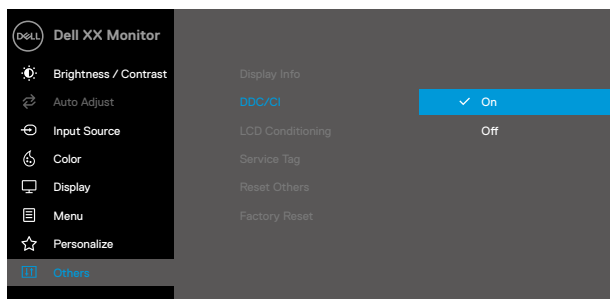 DELL Dell XX Monitor
Brightness / Contrast Display Info
Auto Adjust DDC/CI ✓ On
Input Source LCD Conditioning Off
Color Service Tag
Display Reset Others
Menu Factory Reset
Personalize
Others